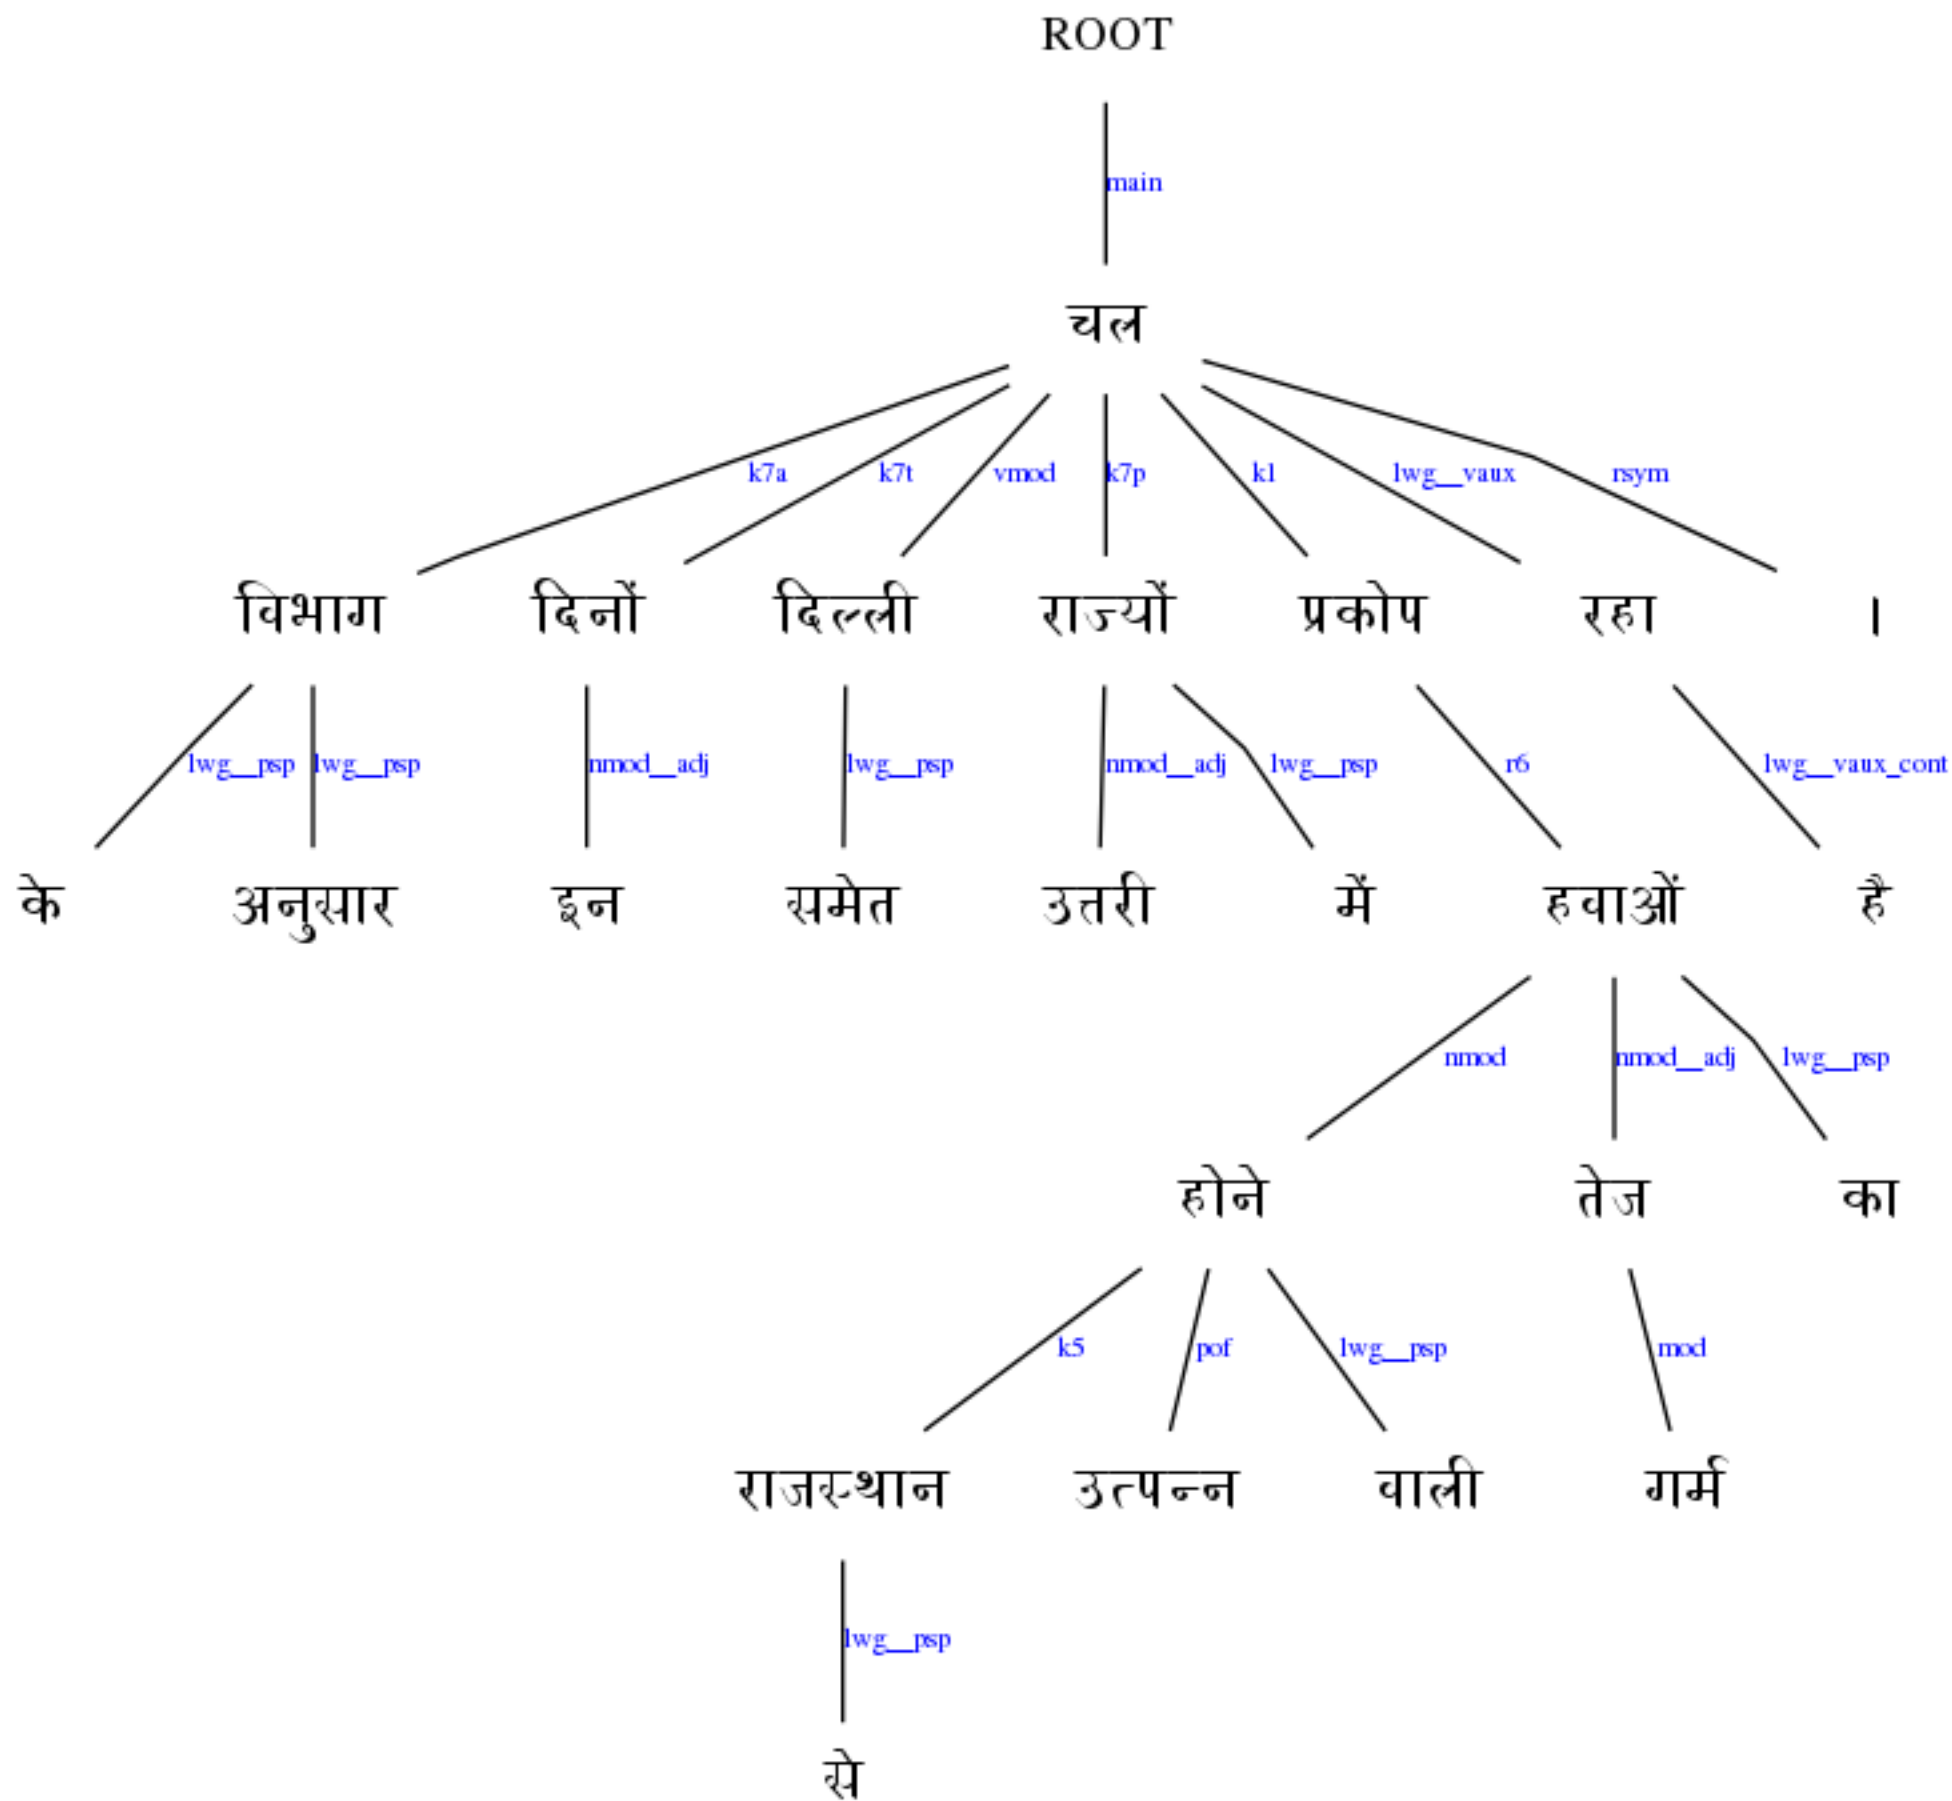 ROOT
main
चल
k7a k7t vmod k7p k1 lwg__vaux rsym
विभाग दिनों दिल्ली राज्यों प्रकोप रहा ।
lwg__psp lwg__psp nmod__adj lwg__psp nmod__adj lwg__psp r6 lwg__vaux_cont
के अनुसार इन समेत उत्तरी में हवाओं है
nmod nmod__adj lwg__psp
होने तेज का
k5 pof lwg__psp mod
राजस्थान उत्पन्न वाली गर्म
lwg__psp
से